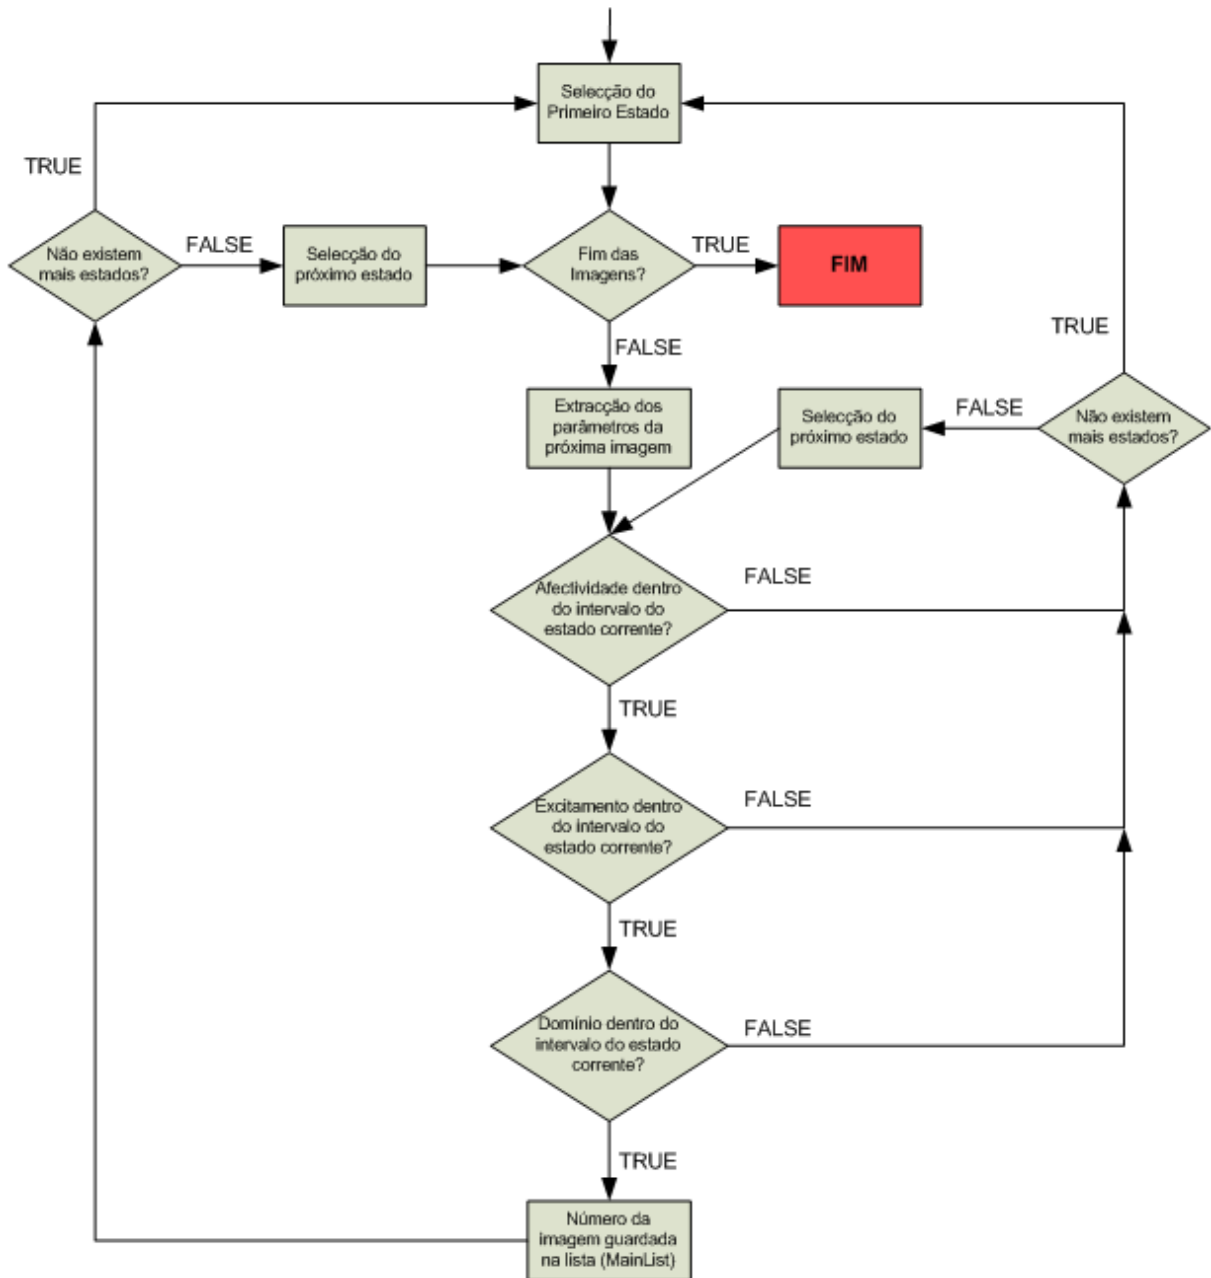 Selecção do
Primeiro Estado
TRUE
Não existem
mais estados?
FALSE
Selecção do
próximo estado
Fim das
Imagens?
TRUE
FIM
FALSE
TRUE
Extracção dos
parâmetros da
próxima imagem
Selecção do
próximo estado
FALSE
Não existem
mais estados?
Afectividade dentro
do intervalo do
estado corrente?
FALSE
TRUE
Excitamento dentro
do intervalo do
estado corrente?
FALSE
TRUE
Domínio dentro do
intervalo do estado
corrente?
FALSE
TRUE
Número da
imagem guardada
na lista (MainList)